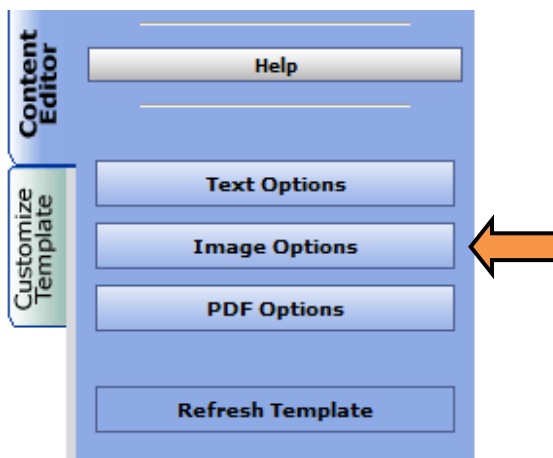 Content
Editor
Customize
Template
Help
Text Options
Image Options
PDF Options
Refresh Template